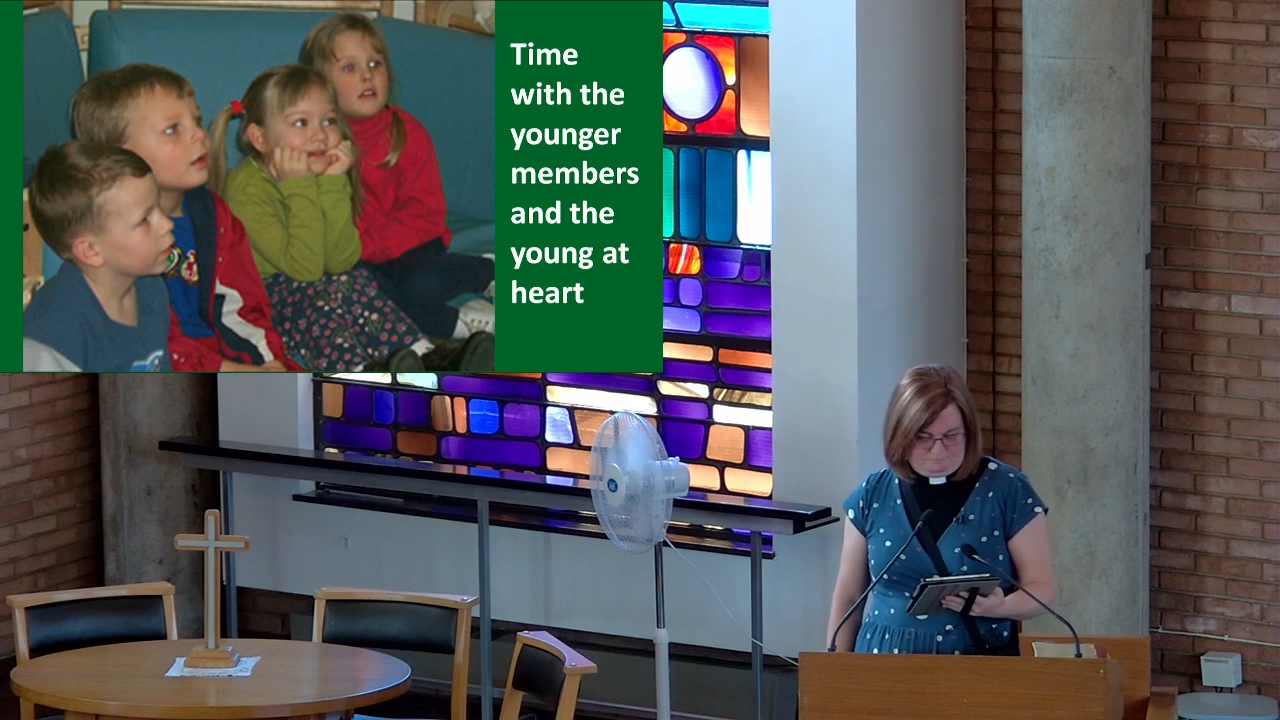 Time
with the
younger
members
and the
young at
heart